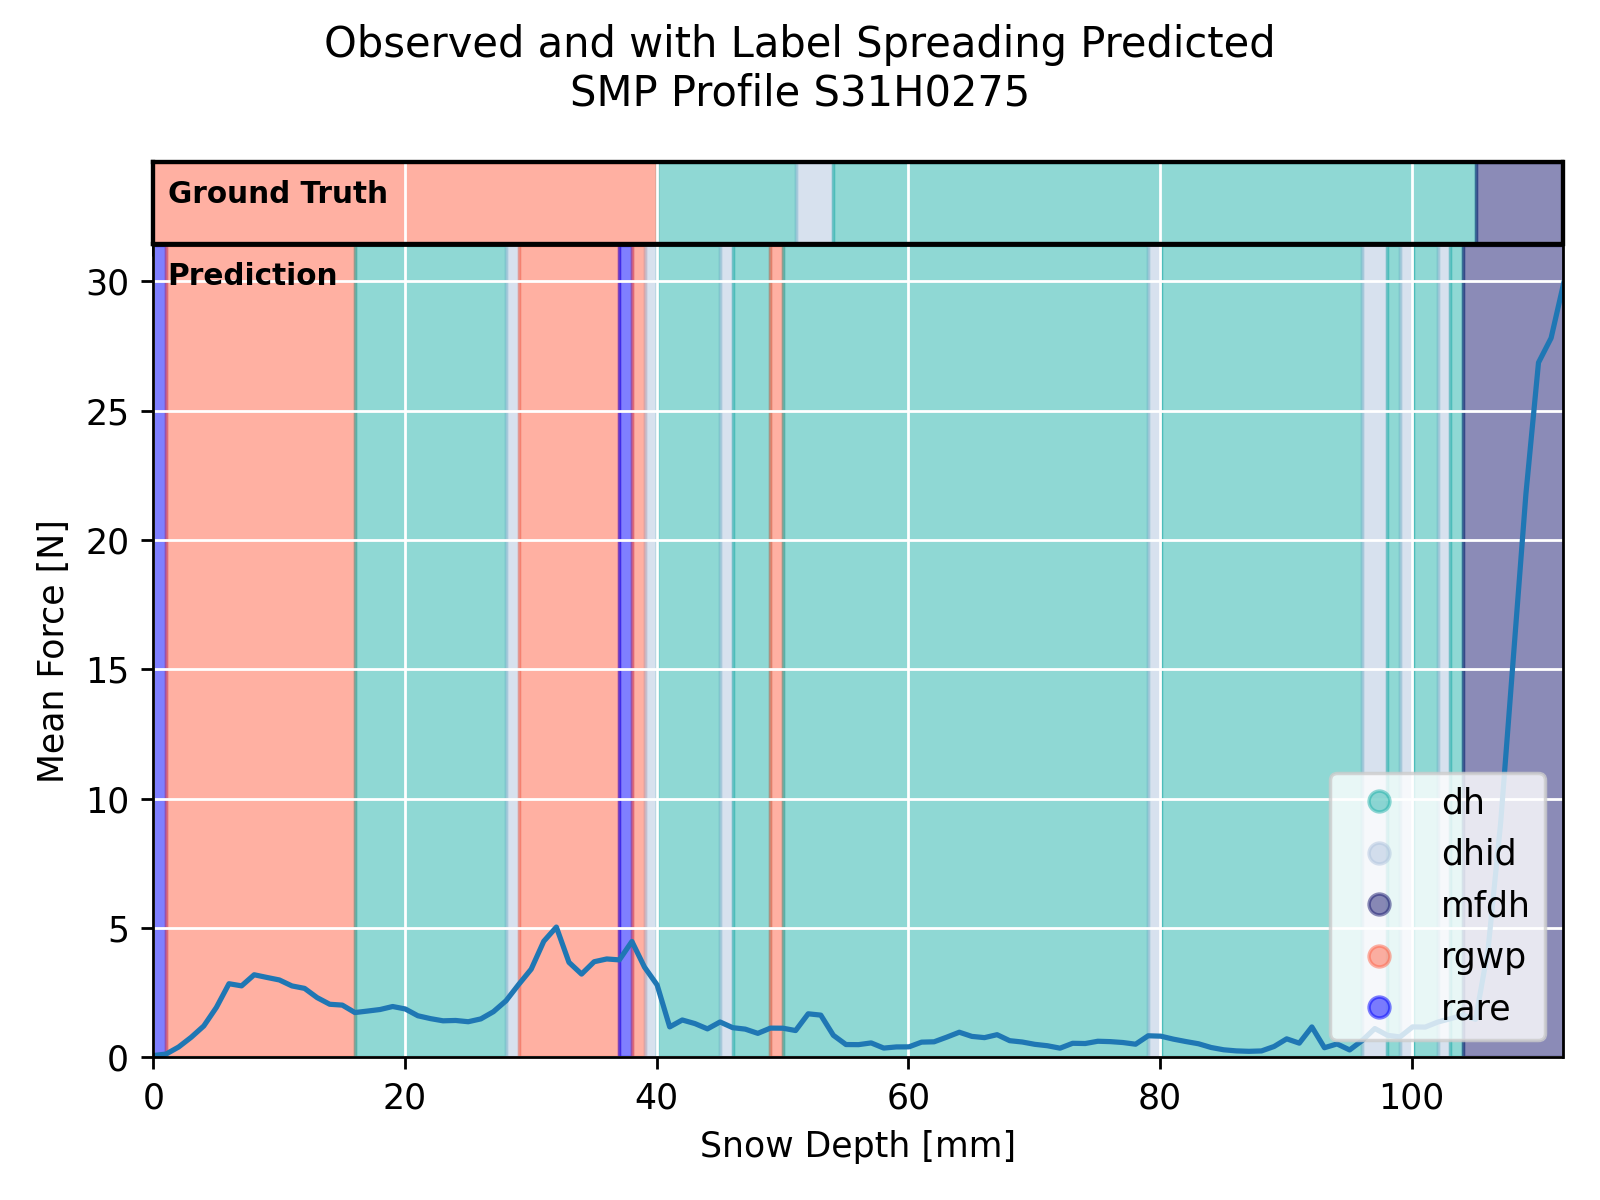 Observed and with Label Spreading Predicted
SMP Profile S31H0275
Ground Truth
Prediction
30
25
20
15
10
5
0
Mean Force [N]
dh
dhid
mfdh
rgwp
rare
0 20 40 60 80 100
Snow Depth [mm]